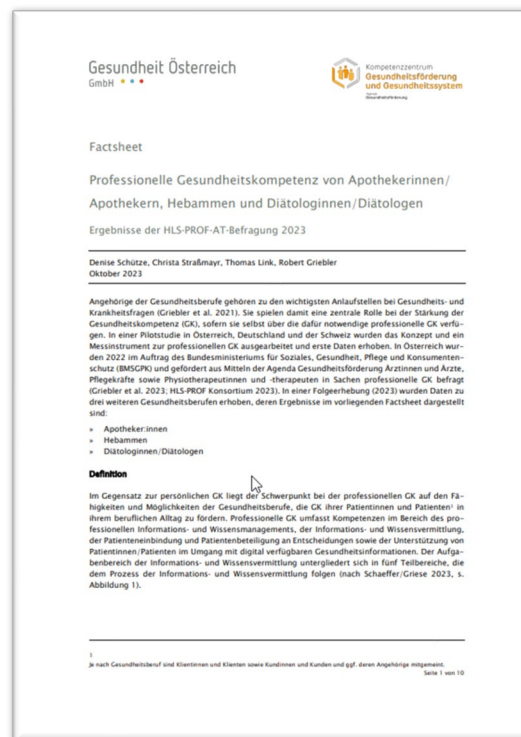 Gesundheit Österreich
GmbH
Kompetenzzentrum
Gesundheitsförderung
und Gesundheitssystem
Factsheet
Professionelle Gesundheitskompetenz von Apothekerinnen/
Apothekern, Hebammen und Diätologinnen/Diätologen
Ergebnisse der HLS-PROF-AT-Befragung 2023
Denise Schütze, Christa Straßmayr, Thomas Link, Robert Griebler
Oktober 2023
Angehörige der Gesundheitsberufe gehören zu den wichtigsten Anlaufstellen bei Gesundheits- und
Krankheitsfragen (Griebler et al. 2021). Sie spielen damit eine zentrale Rolle bei der Stärkung der
Gesundheitskompetenz (GK), sofern sie selbst über die dafür notwendige professionelle GK verfü-
gen. In einer Pilotstudie in Österreich, Deutschland und der Schweiz wurden das Konzept und ein
Messinstrument zur professionellen GK ausgearbeitet und erste Daten erhoben. In Österreich wur-
den 2022 im Auftrag des Bundesministeriums für Soziales, Gesundheit, Pflege und Konsumenten-
schutz (BMSGPK) und gefördert aus Mitteln der Agenda Gesundheitsförderung Ärztinnen und Ärzte,
Pflegekräfte sowie Physiotherapeutinnen und -therapeuten in Sachen professionelle GK befragt
(Griebler et al. 2023; HLS-PROF Konsortium 2023). In einer Folgeerhebung (2023) wurden Daten zu
drei weiteren Gesundheitsberufen erhoben, deren Ergebnisse im vorliegenden Factsheet dargestellt
sind:
» Apotheker:innen
» Hebammen
» Diätologinnen/Diätologen
Definition
Im Gegensatz zur persönlichen GK liegt der Schwerpunkt bei der professionellen GK auf den Fä-
higkeiten und Möglichkeiten der Gesundheitsberufe, die GK ihrer Patientinnen und Patienten¹ in
ihrem beruflichen Alltag zu fördern. Professionelle GK umfasst Kompetenzen im Bereich des pro-
fessionellen Informations- und Wissensmanagements, der Informations- und Wissensvermittlung,
der Patienteneinbindung und Patientenbeteiligung an Entscheidungen sowie der Unterstützung von
Patientinnen/Patienten im Umgang mit digital verfügbaren Gesundheitsinformationen. Der Aufga-
benbereich der Informations- und Wissensvermittlung untergliedert sich in fünf Teilbereiche, die
dem Prozess der Informations- und Wissensvermittlung folgen (nach Schaeffer/Griese 2023, s.
Abbildung 1).
1
Je nach Gesundheitsberuf sind Klientinnen und Klienten sowie Kundinnen und Kunden und ggf. deren Angehörige mitgemeint.
Seite 1 von 10